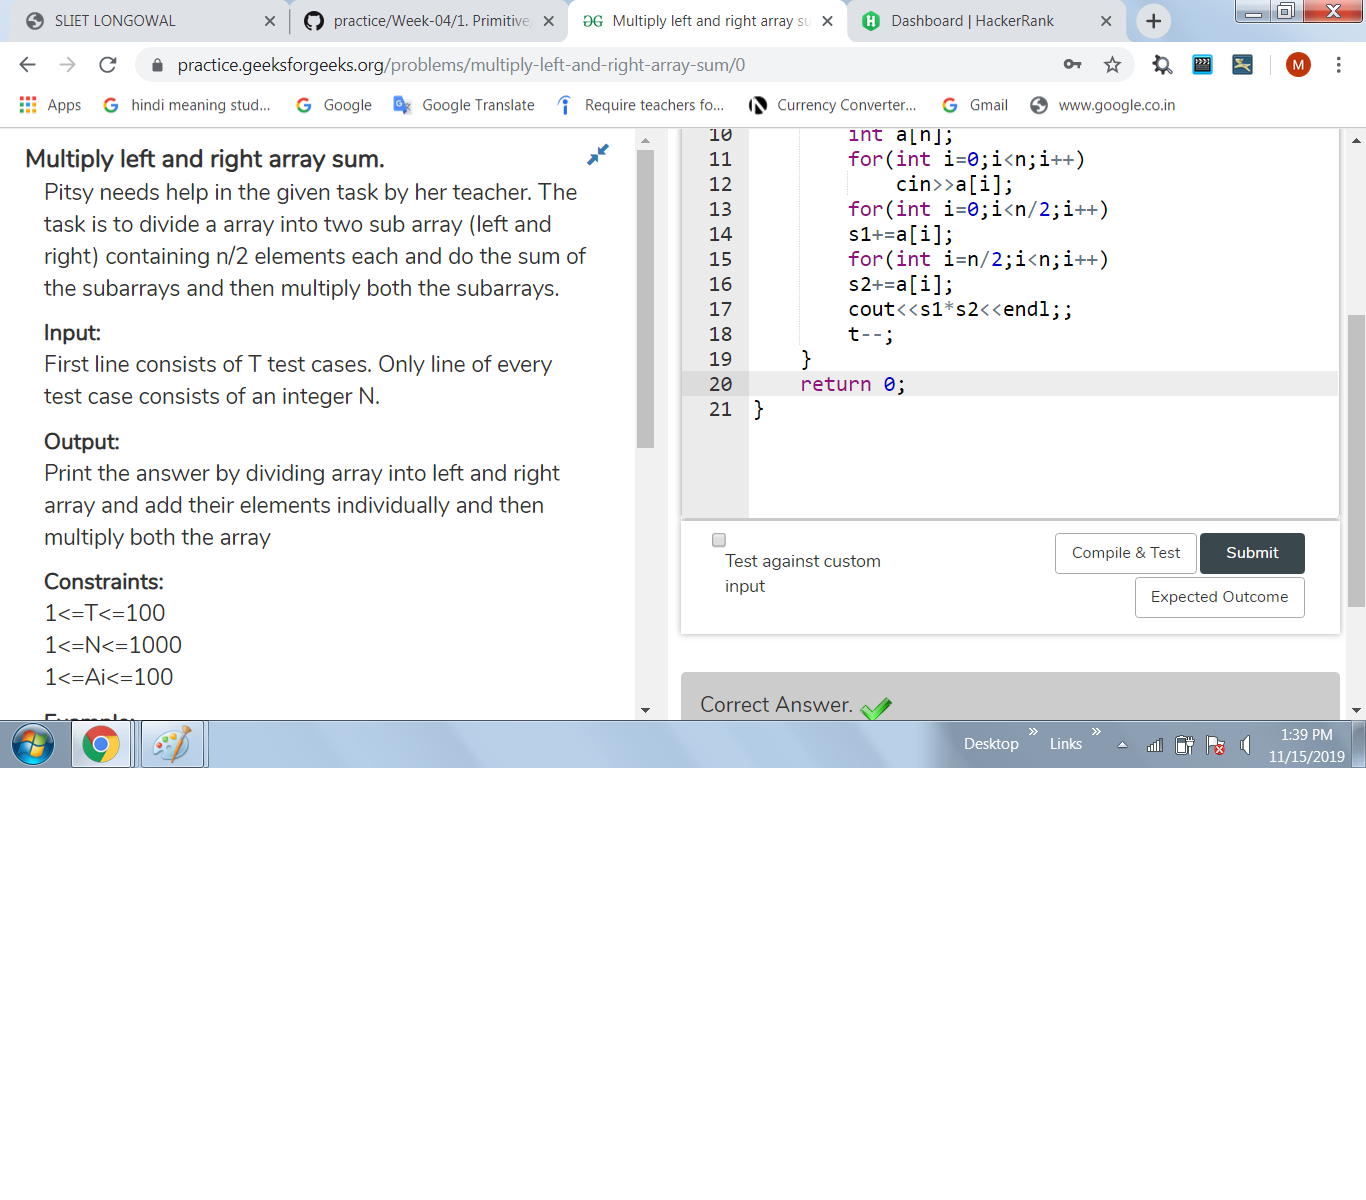 SLIET LONGOWAL
practice/Week-04/1. Primitive
Multiply left and right array su
Dashboard | HackerRank
practice.geeksforgeeks.org/problems/multiply-left-and-right-array-sum/0
M
Apps
hindi meaning stud...
Google
Google Translate
Require teachers fo...
Currency Converter...
Gmail
www.google.co.in
Multiply left and right array sum.
Pitsy needs help in the given task by her teacher. The
task is to divide a array into two sub array (left and
right) containing n/2 elements each and do the sum of
the subarrays and then multiply both the subarrays.
Input:
First line consists of T test cases. Only line of every
test case consists of an integer N.
Output:
Print the answer by dividing array into left and right
array and add their elements individually and then
multiply both the array
Constraints:
1<=T<=100
1<=N<=1000
1<=Ai<=100
Example:
10 int a[n];
11 for(int i=0;i<n;i++)
12 cin>>a[i];
13 for(int i=0;i<n/2;i++)
14 s1+=a[i];
15 for(int i=n/2;i<n;i++)
16 s2+=a[i];
17 cout<<s1*s2<<endl;;
18 t--;
19 }
20 return 0;
21 }
Test against custom
input
Compile & Test
Submit
Expected Outcome
Correct Answer.
Desktop
Links
1:39 PM
11/15/2019